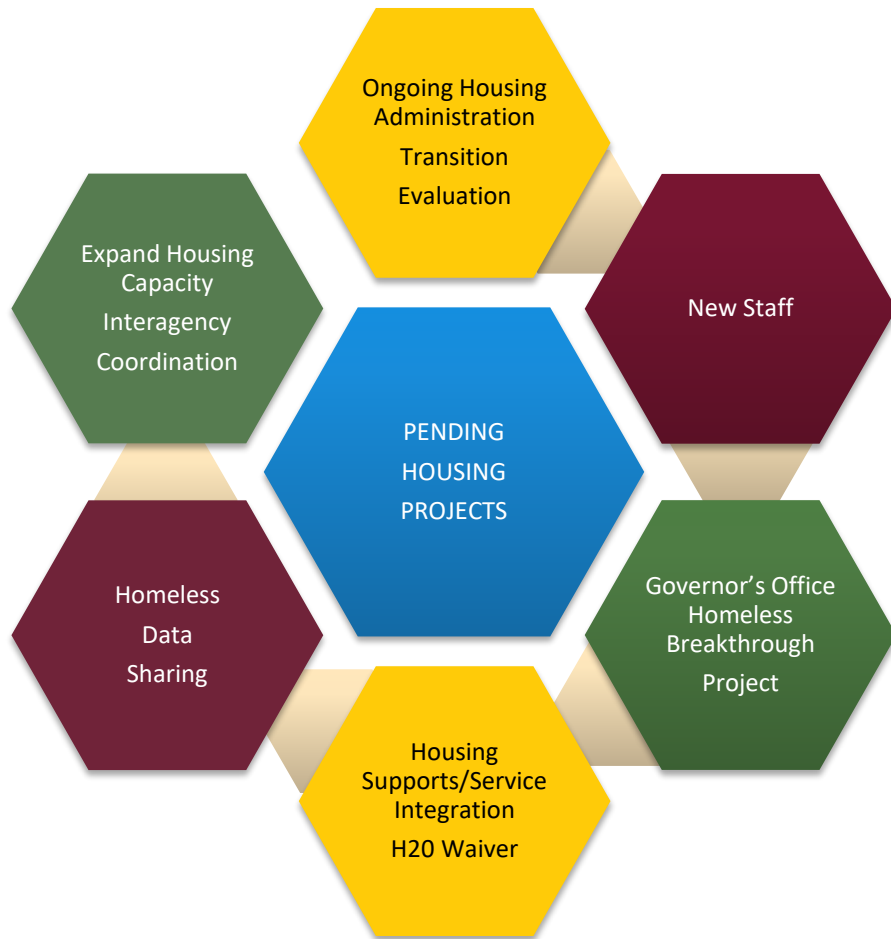 Ongoing Housing
Administration
Transition
Evaluation
New Staff
Governor’s Office
Homeless
Breakthrough
Project
Housing
Supports/Service
Integration
H20 Waiver
Homeless
Data
Sharing
Expand Housing
Capacity
Interagency
Coordination
PENDING
HOUSING
PROJECTS